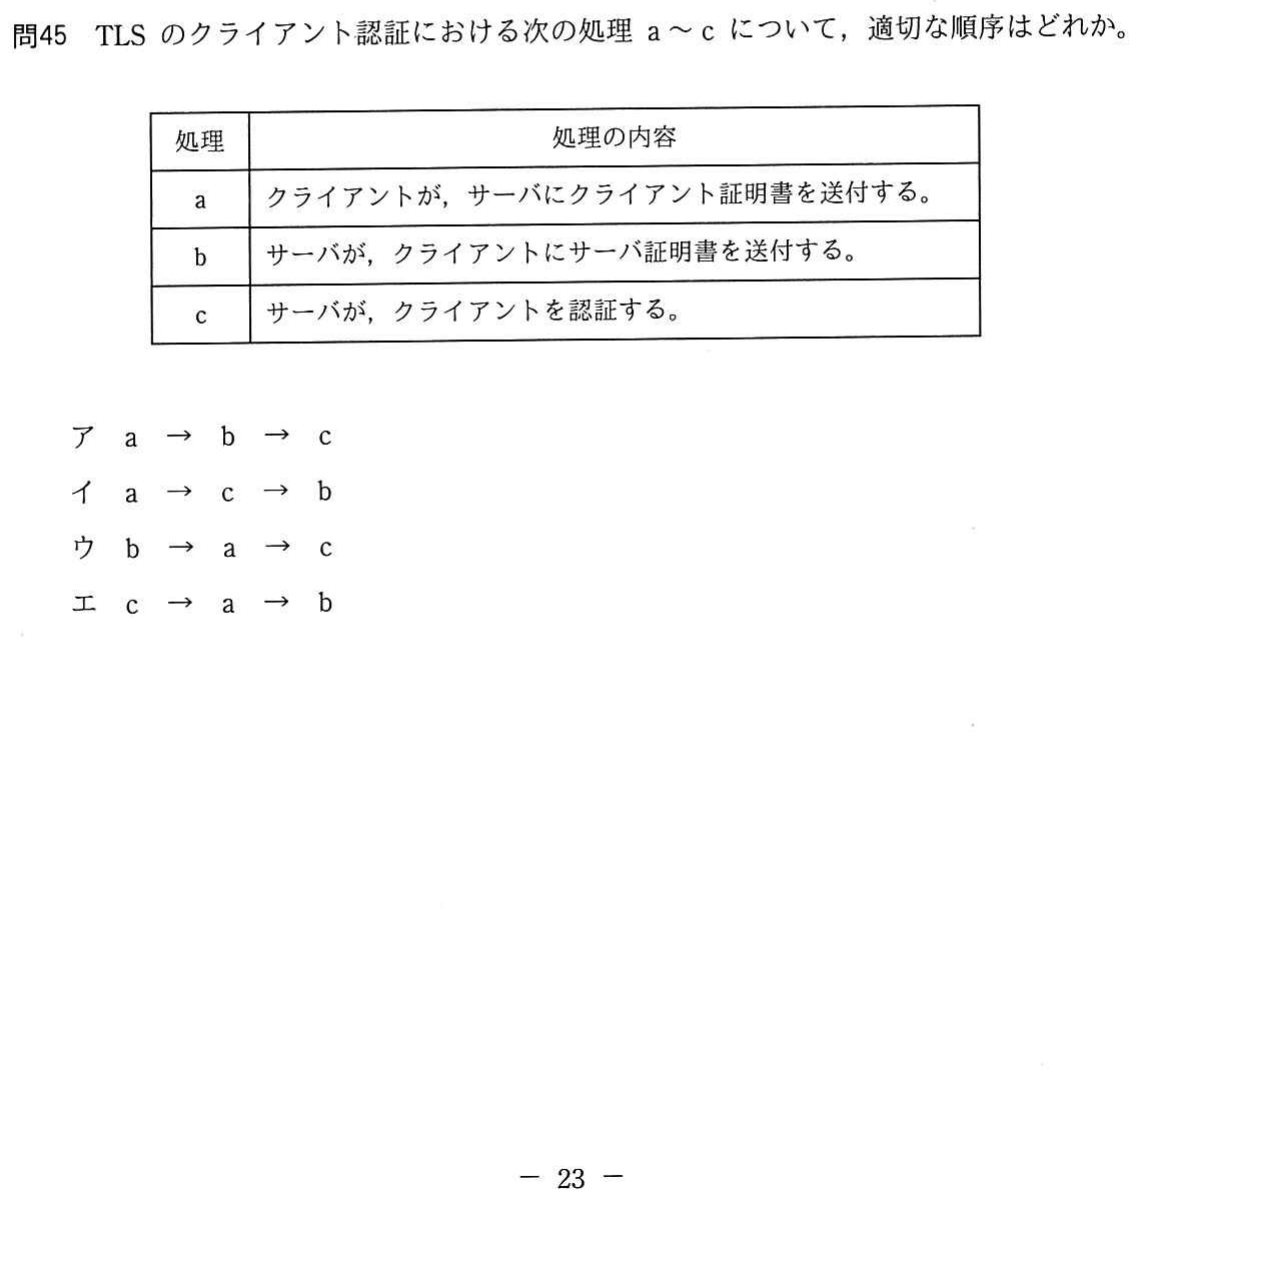 問45 TLS のクライアント認証における次の処理 a～c について，適切な順序はどれか。
処理 処理の内容
a クライアントが，サーバにクライアント証明書を送付する。
b サーバが，クライアントにサーバ証明書を送付する。
c サーバが，クライアントを認証する。
ア a → b → c
イ a → c → b
ウ b → a → c
エ c → a → b
－ 23 －